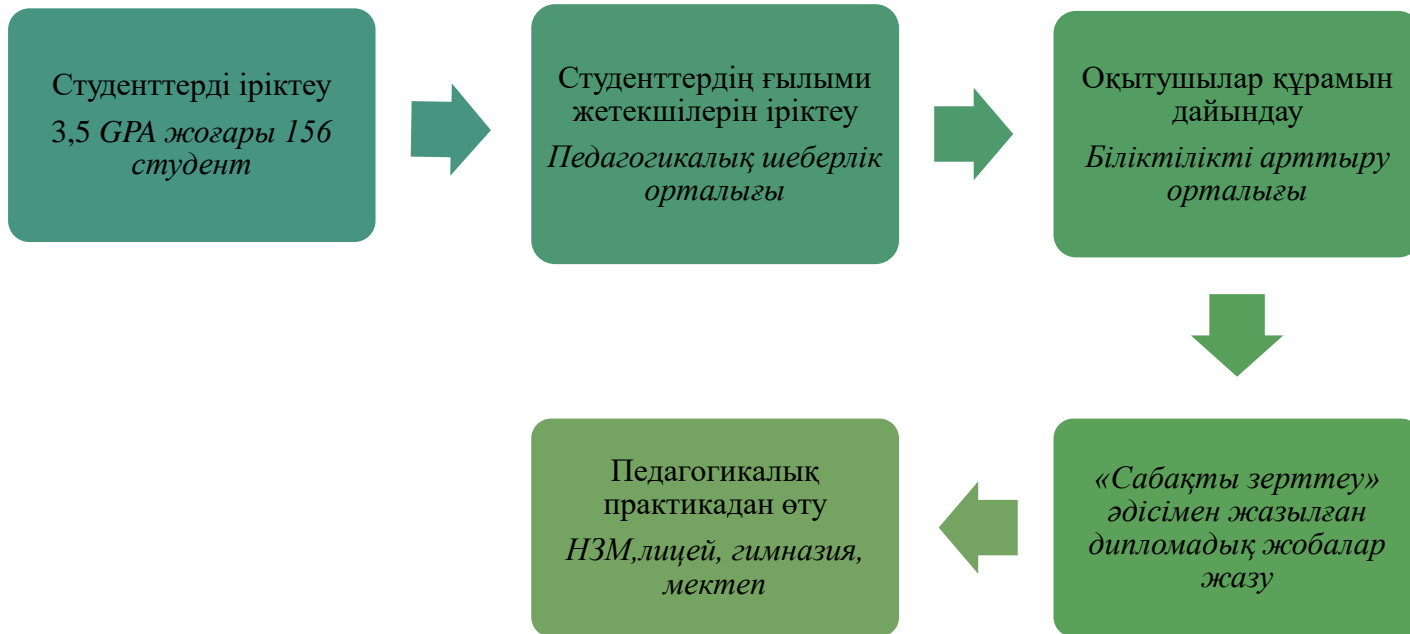 Студенттерді іріктеу
3,5 GPA жоғары 156
студент
Студенттердің ғылыми
жетекшілерін іріктеу
Педагогикалық шеберлік
орталығы
Оқытушылар құрамын
дайындау
Біліктілікті арттыру
орталығы
«Сабақты зерттеу»
әдісімен жазылған
дипломадық жобалар
жазу
Педагогикалық
практикадан өту
НЗМ,лицей, гимназия,
мектеп